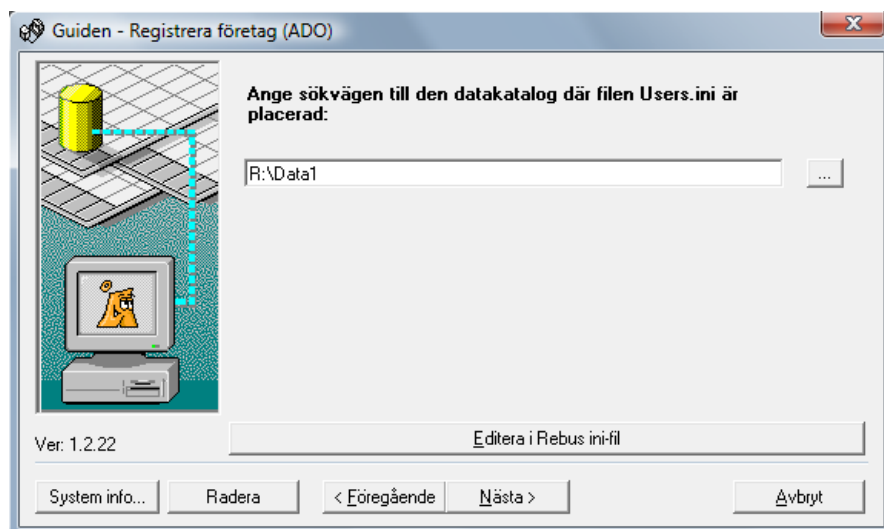 Guiden - Registrera företag (ADO)
Ange sökvägen till den datakatalog där filen Users.ini är
placerad:
R:\Data1
...
Editera i Rebus ini-fil
Ver: 1.2.22
System info...
Radera
< Föregående
Nästa >
Avbryt